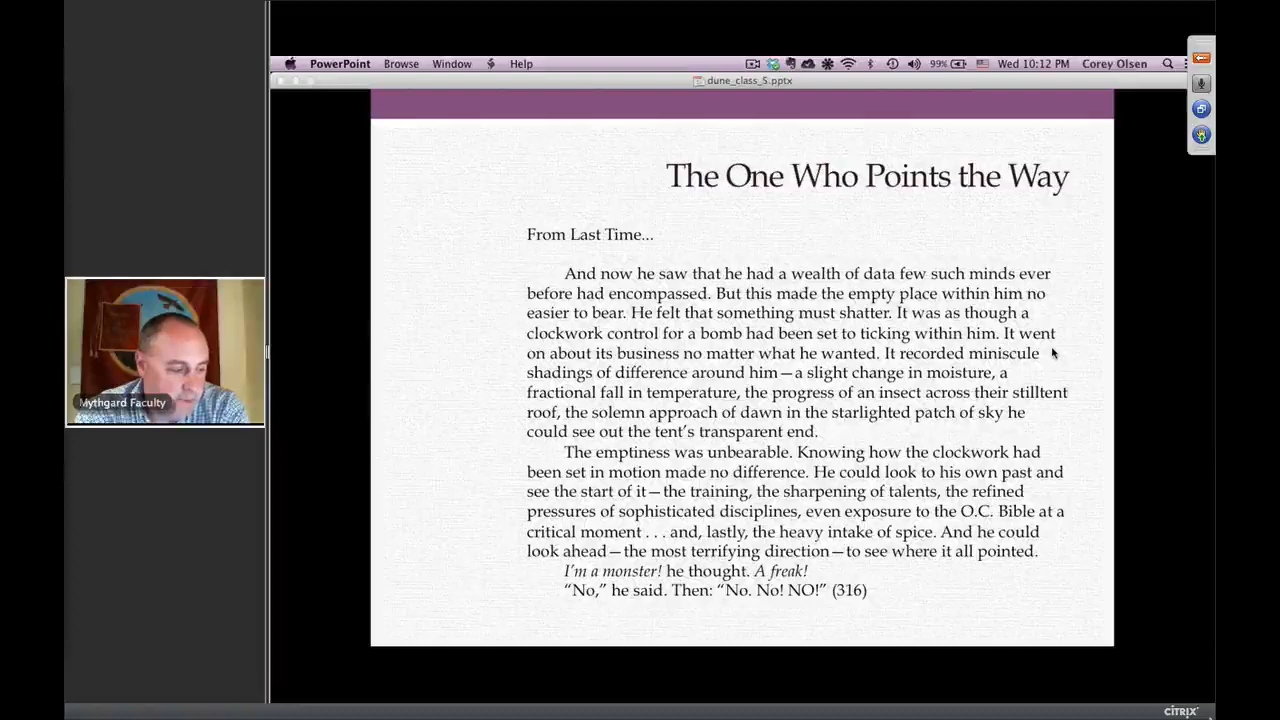 PowerPoint Browse Window Help 99% Wed 10:12 PM Corey Olsen
dune_class_5.pptx
The One Who Points the Way
From Last Time...
And now he saw that he had a wealth of data few such minds ever
before had encompassed. But this made the empty place within him no
easier to bear. He felt that something must shatter. It was as though a
clockwork control for a bomb had been set to ticking within him. It went
on about its business no matter what he wanted. It recorded miniscule
shadings of difference around him—a slight change in moisture, a
fractional fall in temperature, the progress of an insect across their stilltent
roof, the solemn approach of dawn in the starlighted patch of sky he
could see out the tent's transparent end.
The emptiness was unbearable. Knowing how the clockwork had
been set in motion made no difference. He could look to his own past and
see the start of it—the training, the sharpening of talents, the refined
pressures of sophisticated disciplines, even exposure to the O.C. Bible at a
critical moment . . . and, lastly, the heavy intake of spice. And he could
look ahead—the most terrifying direction—to see where it all pointed.
I'm a monster! he thought. A freak!
"No," he said. Then: "No. No! NO!" (316)
Mythgard Faculty
CITRIX